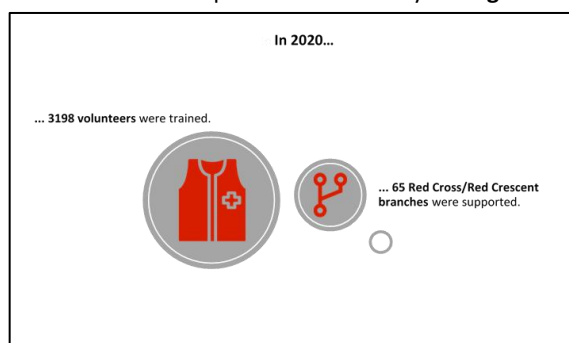 In 2020...
... 3198 volunteers were trained.
... 65 Red Cross/Red Crescent
branches were supported.